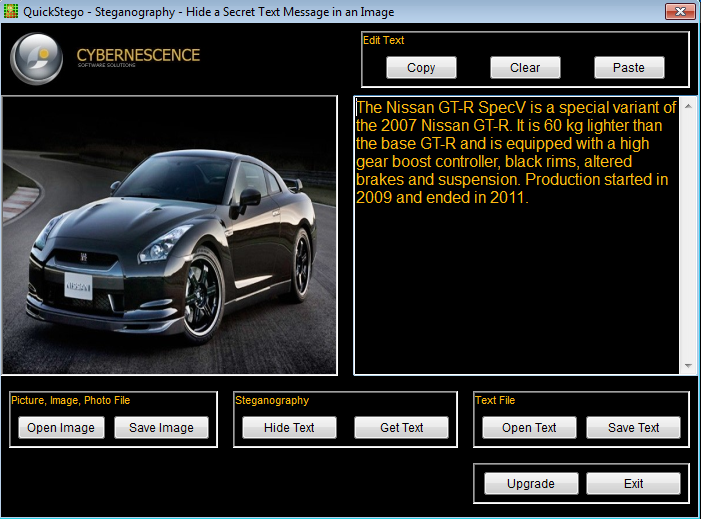 QuickStego - Steganography - Hide a Secret Text Message in an Image
CYBERNESCENCE
SOFTWARE SOLUTIONS
Edit Text
Copy
Clear
Paste
The Nissan GT-R SpecV is a special variant of
the 2007 Nissan GT-R. It is 60 kg lighter than
the base GT-R and is equipped with a high
gear boost controller, black rims, altered
brakes and suspension. Production started in
2009 and ended in 2011.
NISSAN
Picture, Image, Photo File
Open Image
Save Image
Steganography
Hide Text
Get Text
Text File
Open Text
Save Text
Upgrade
Exit